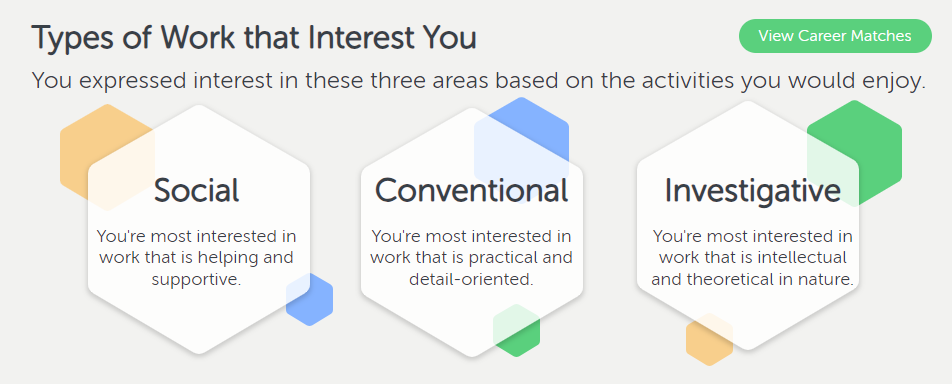 Types of Work that Interest You
View Career Matches
You expressed interest in these three areas based on the activities you would enjoy.
Social
You're most interested in
work that is helping and
supportive.
Conventional
You're most interested in
work that is practical and
detail-oriented.
Investigative
You're most interested in
work that is intellectual
and theoretical in nature.